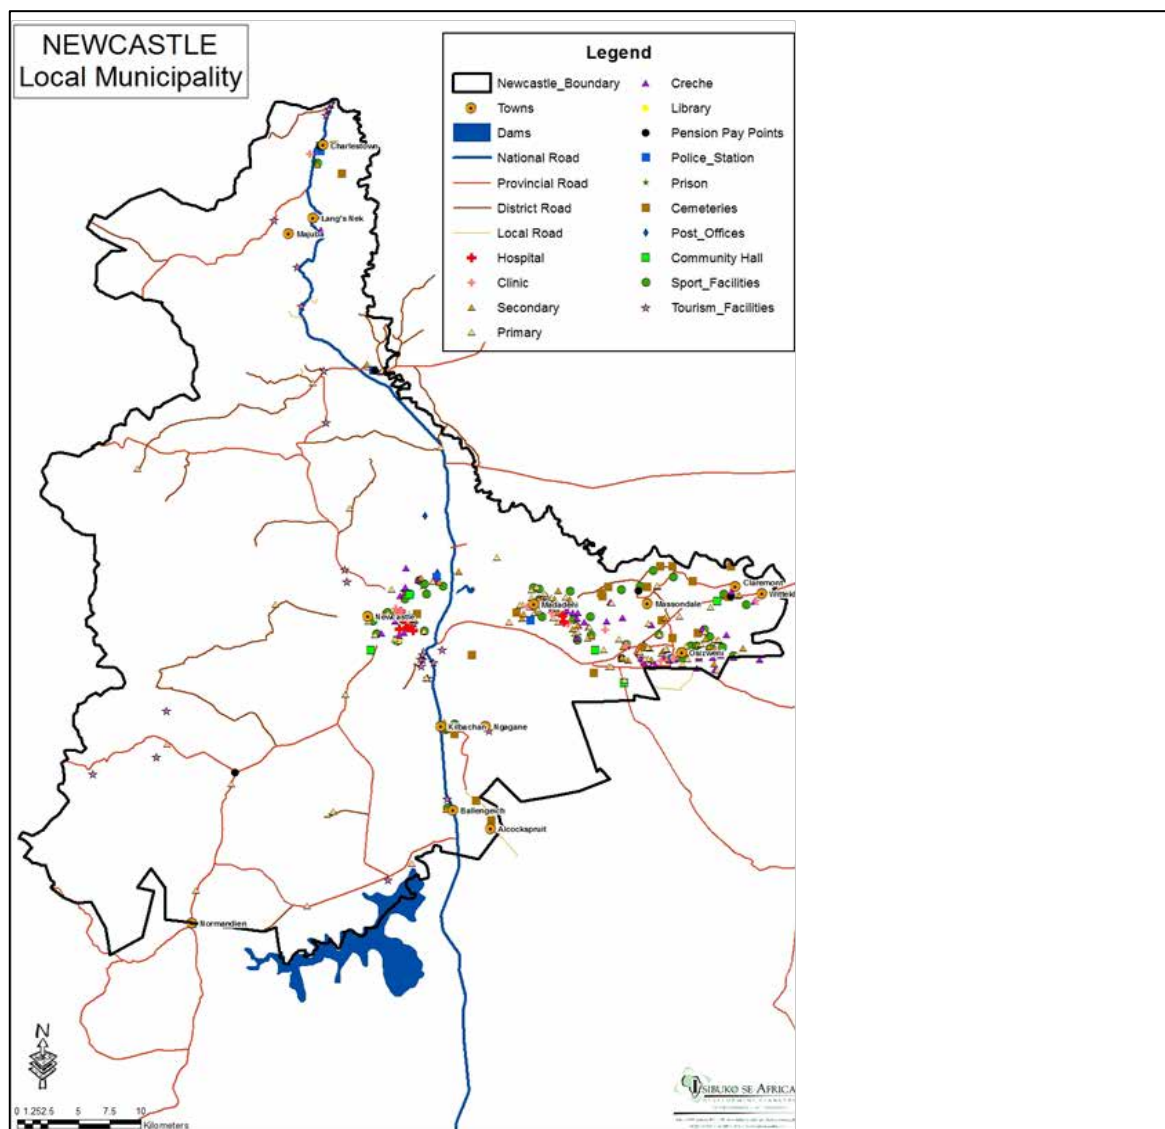 NEWCASTLE
Local Municipality
Legend
Newcastle_Boundary
Towns
Dams
National Road
Provincial Road
District Road
Local Road
Hospital
Clinic
Secondary
Primary
Creche
Library
Pension Pay Points
Police_Station
Prison
Cemeteries
Post_Offices
Community Hall
Sport_Facilities
Tourism_Facilities
Charlestown
Lang's Nek
Majuba
Claremont
Madadeni
Massondale
Newcastle
Osizweni
Kilbachan
Ngagane
Ballengeich
Alcockspruit
Normandien
N
0 1.25 2.5 5 7.5 10
Kilometers
SIBUKO SE AFRICA